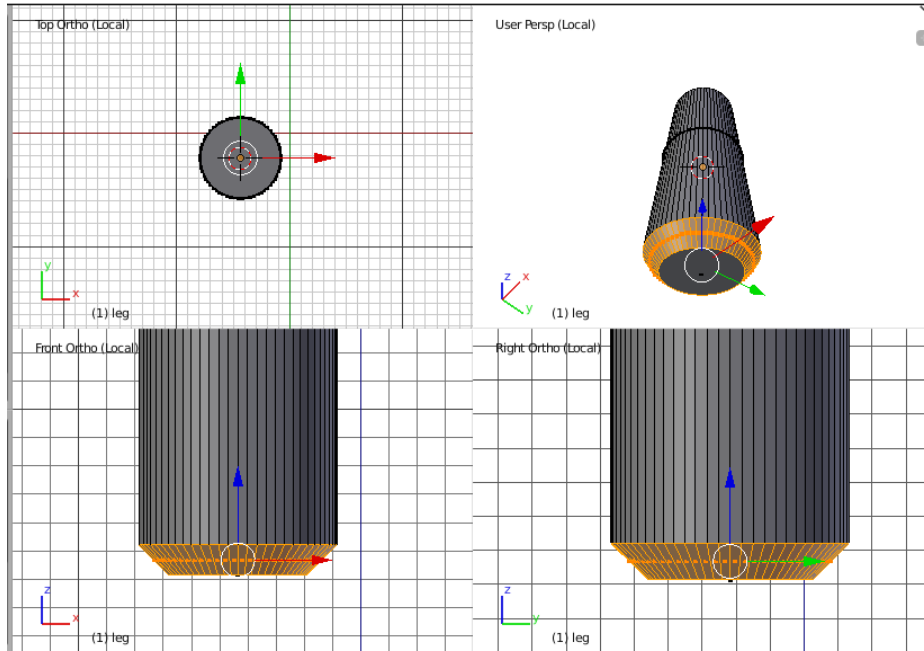 Top Ortho (Local)
y
x
(1) leg
User Persp (Local)
z
x
y
(1) leg
Front Ortho (Local)
z
x
(1) leg
Right Ortho (Local)
z
y
(1) leg